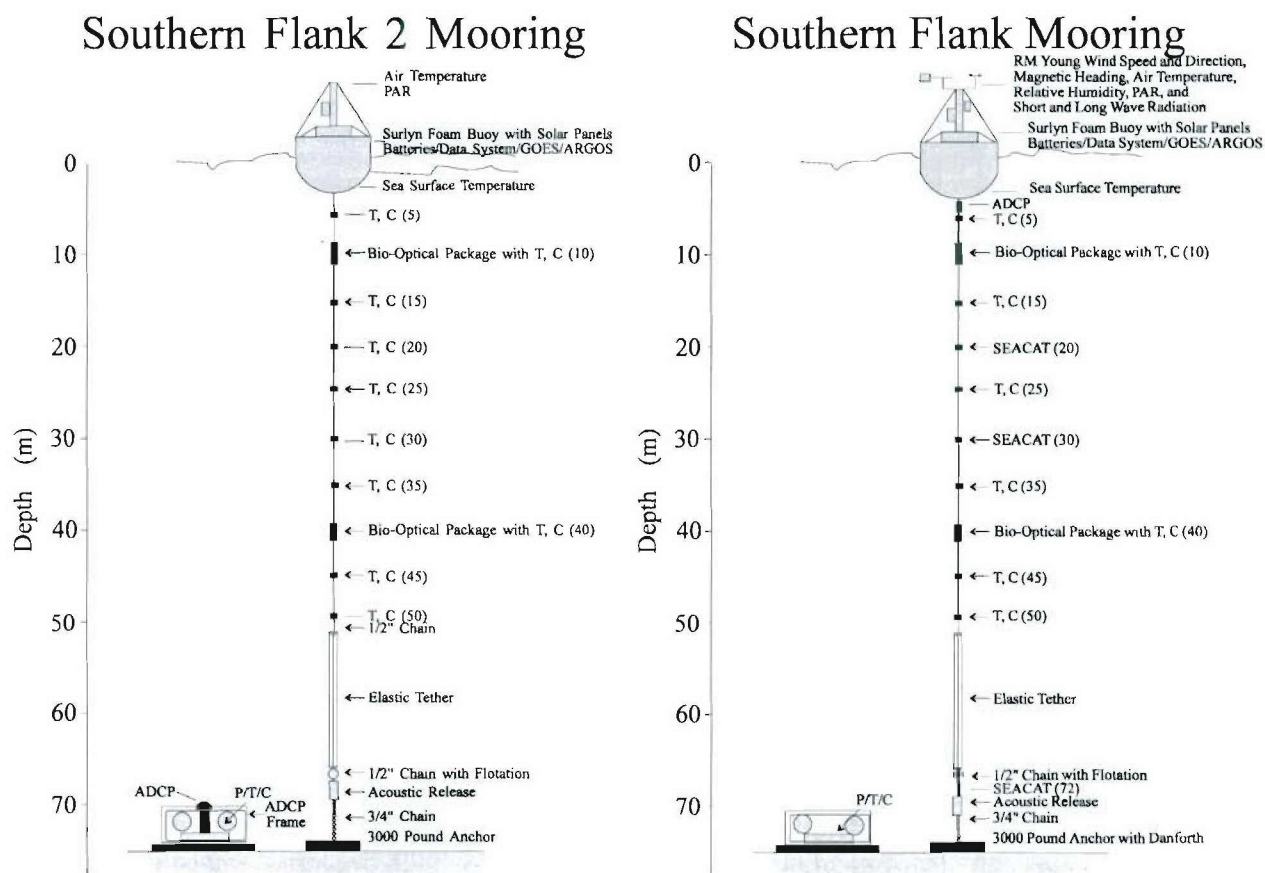 Southern Flank 2 Mooring
Air Temperature
PAR
Surlyn Foam Buoy with Solar Panels
Batteries/Data System/GOES/ARGOS
Sea Surface Temperature
T, C (5)
Bio-Optical Package with T, C (10)
T, C (15)
T, C (20)
T, C (25)
T, C (30)
T, C (35)
Bio-Optical Package with T, C (40)
T, C (45)
T, C (50)
1/2" Chain
Elastic Tether
1/2" Chain with Flotation
Acoustic Release
3/4" Chain
3000 Pound Anchor
ADCP
P/T/C
ADCP
Frame
0
10
20
30
40
50
60
70
Depth (m)
Southern Flank Mooring
RM Young Wind Speed and Direction,
Magnetic Heading, Air Temperature,
Relative Humidity, PAR, and
Short and Long Wave Radiation
Surlyn Foam Buoy with Solar Panels
Batteries/Data System/GOES/ARGOS
Sea Surface Temperature
ADCP
T, C (5)
Bio-Optical Package with T, C (10)
T, C (15)
SEACAT (20)
T, C (25)
SEACAT (30)
T, C (35)
Bio-Optical Package with T, C (40)
T, C (45)
T, C (50)
Elastic Tether
1/2" Chain with Flotation
SEACAT (72)
Acoustic Release
3/4" Chain
3000 Pound Anchor with Danforth
P/T/C
0
10
20
30
40
50
60
70
Depth (m)